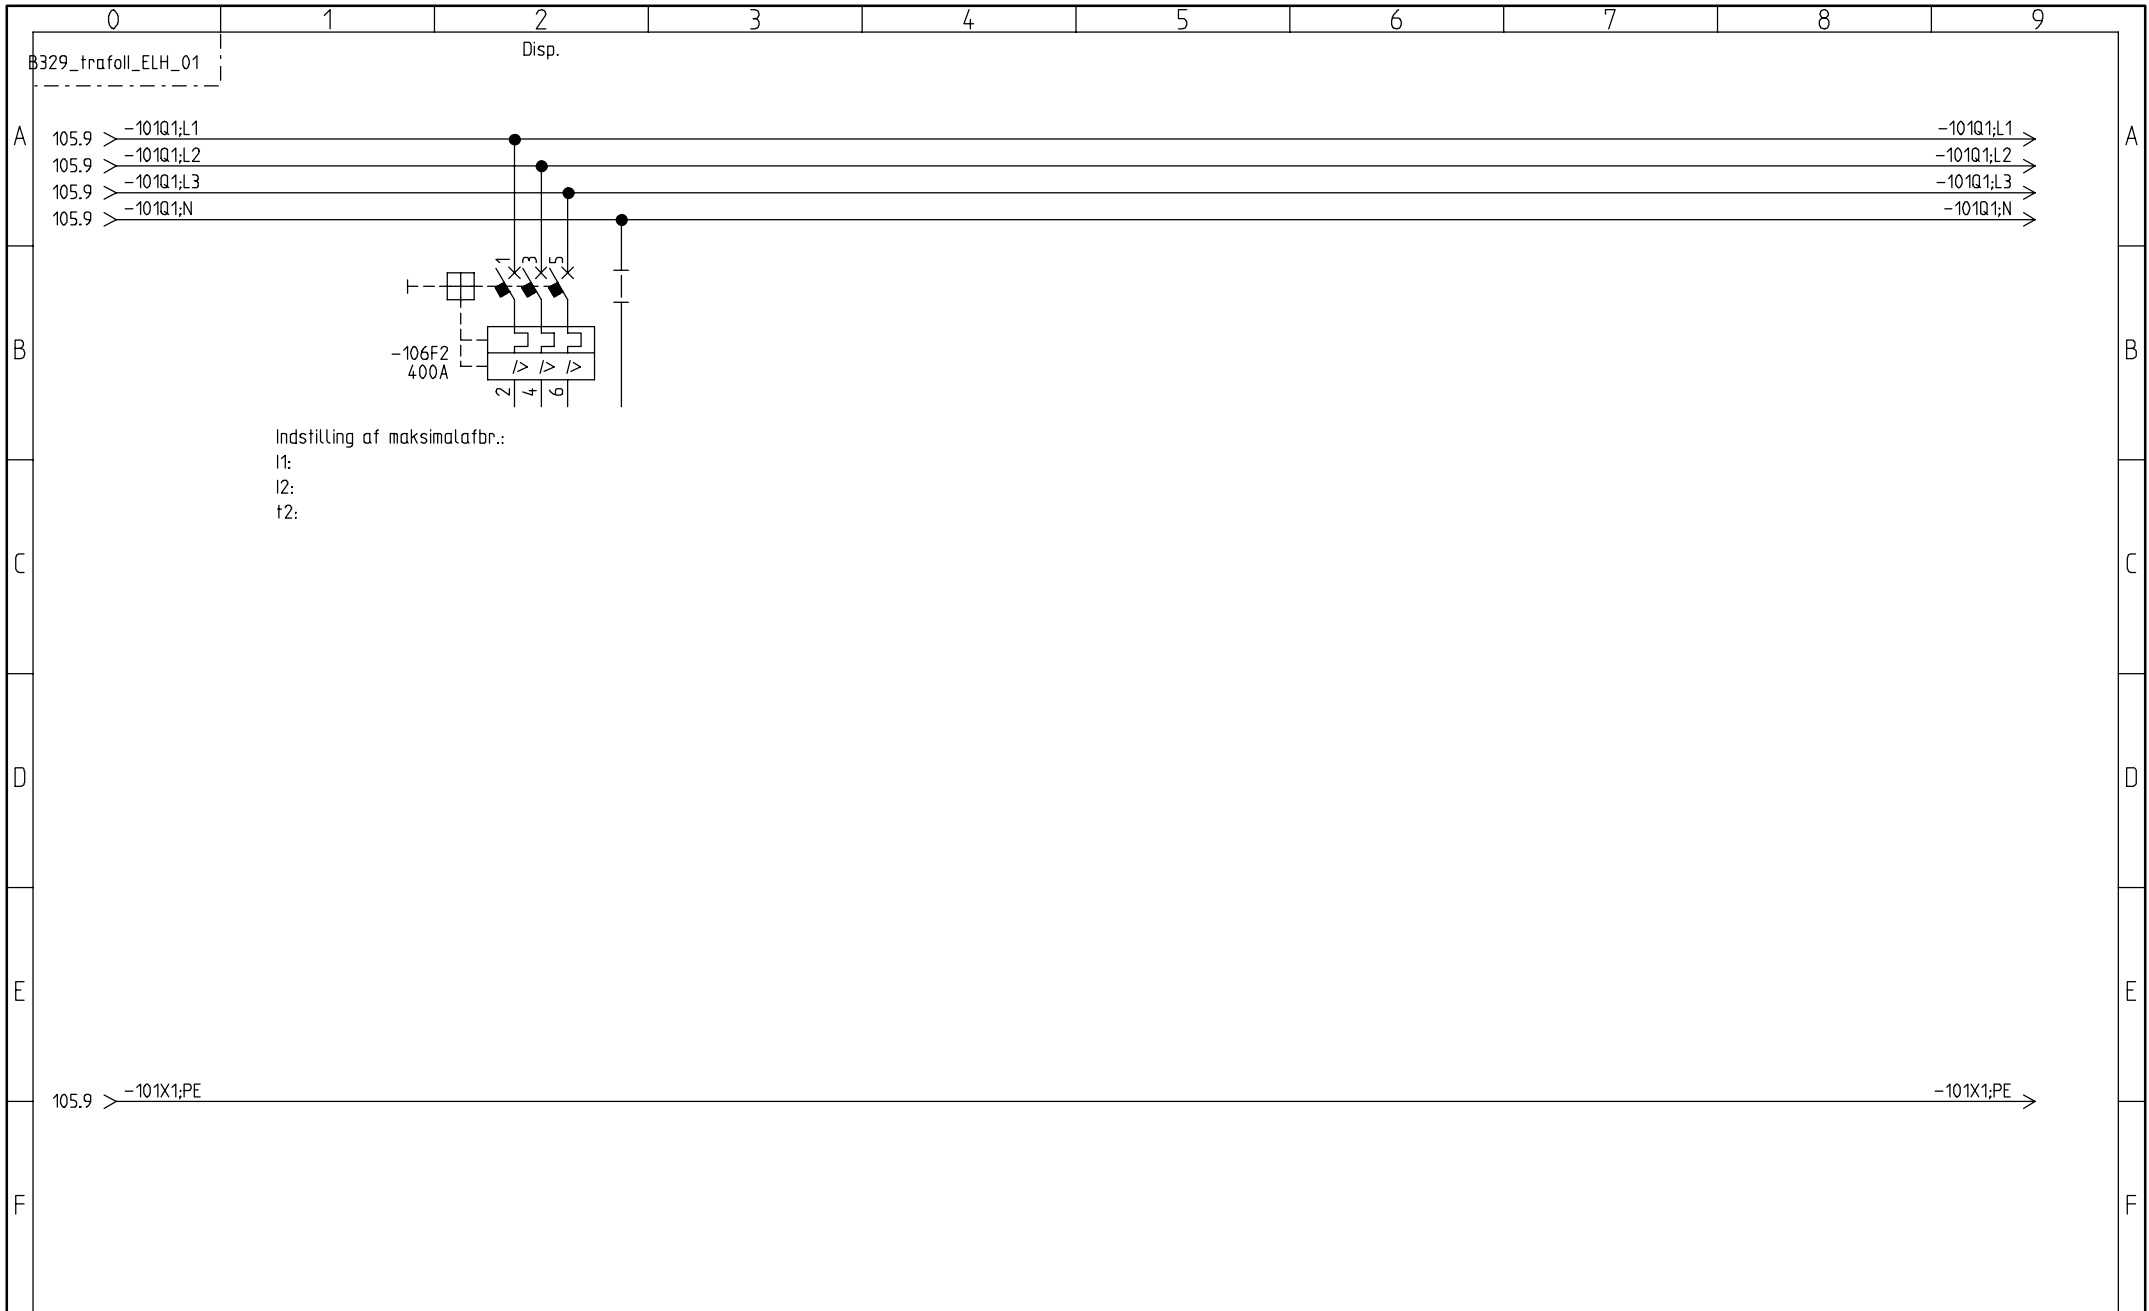 0 1 2 3 4 5 6 7 8 9
Disp.
B329_trafoII_ELH_01
A A
105.9 -101Q1;L1 -101Q1;L1
105.9 -101Q1;L2 -101Q1;L2
105.9 -101Q1;L3 -101Q1;L3
105.9 -101Q1;N -101Q1;N
1 3 5
B B
-106F2
400A
I> I> I>
2 4 6
Indstilling af maksimalafbr.:
I1:
I2:
t2:
C C
D D
E E
105.9 -101X1;PE -101X1;PE
F F